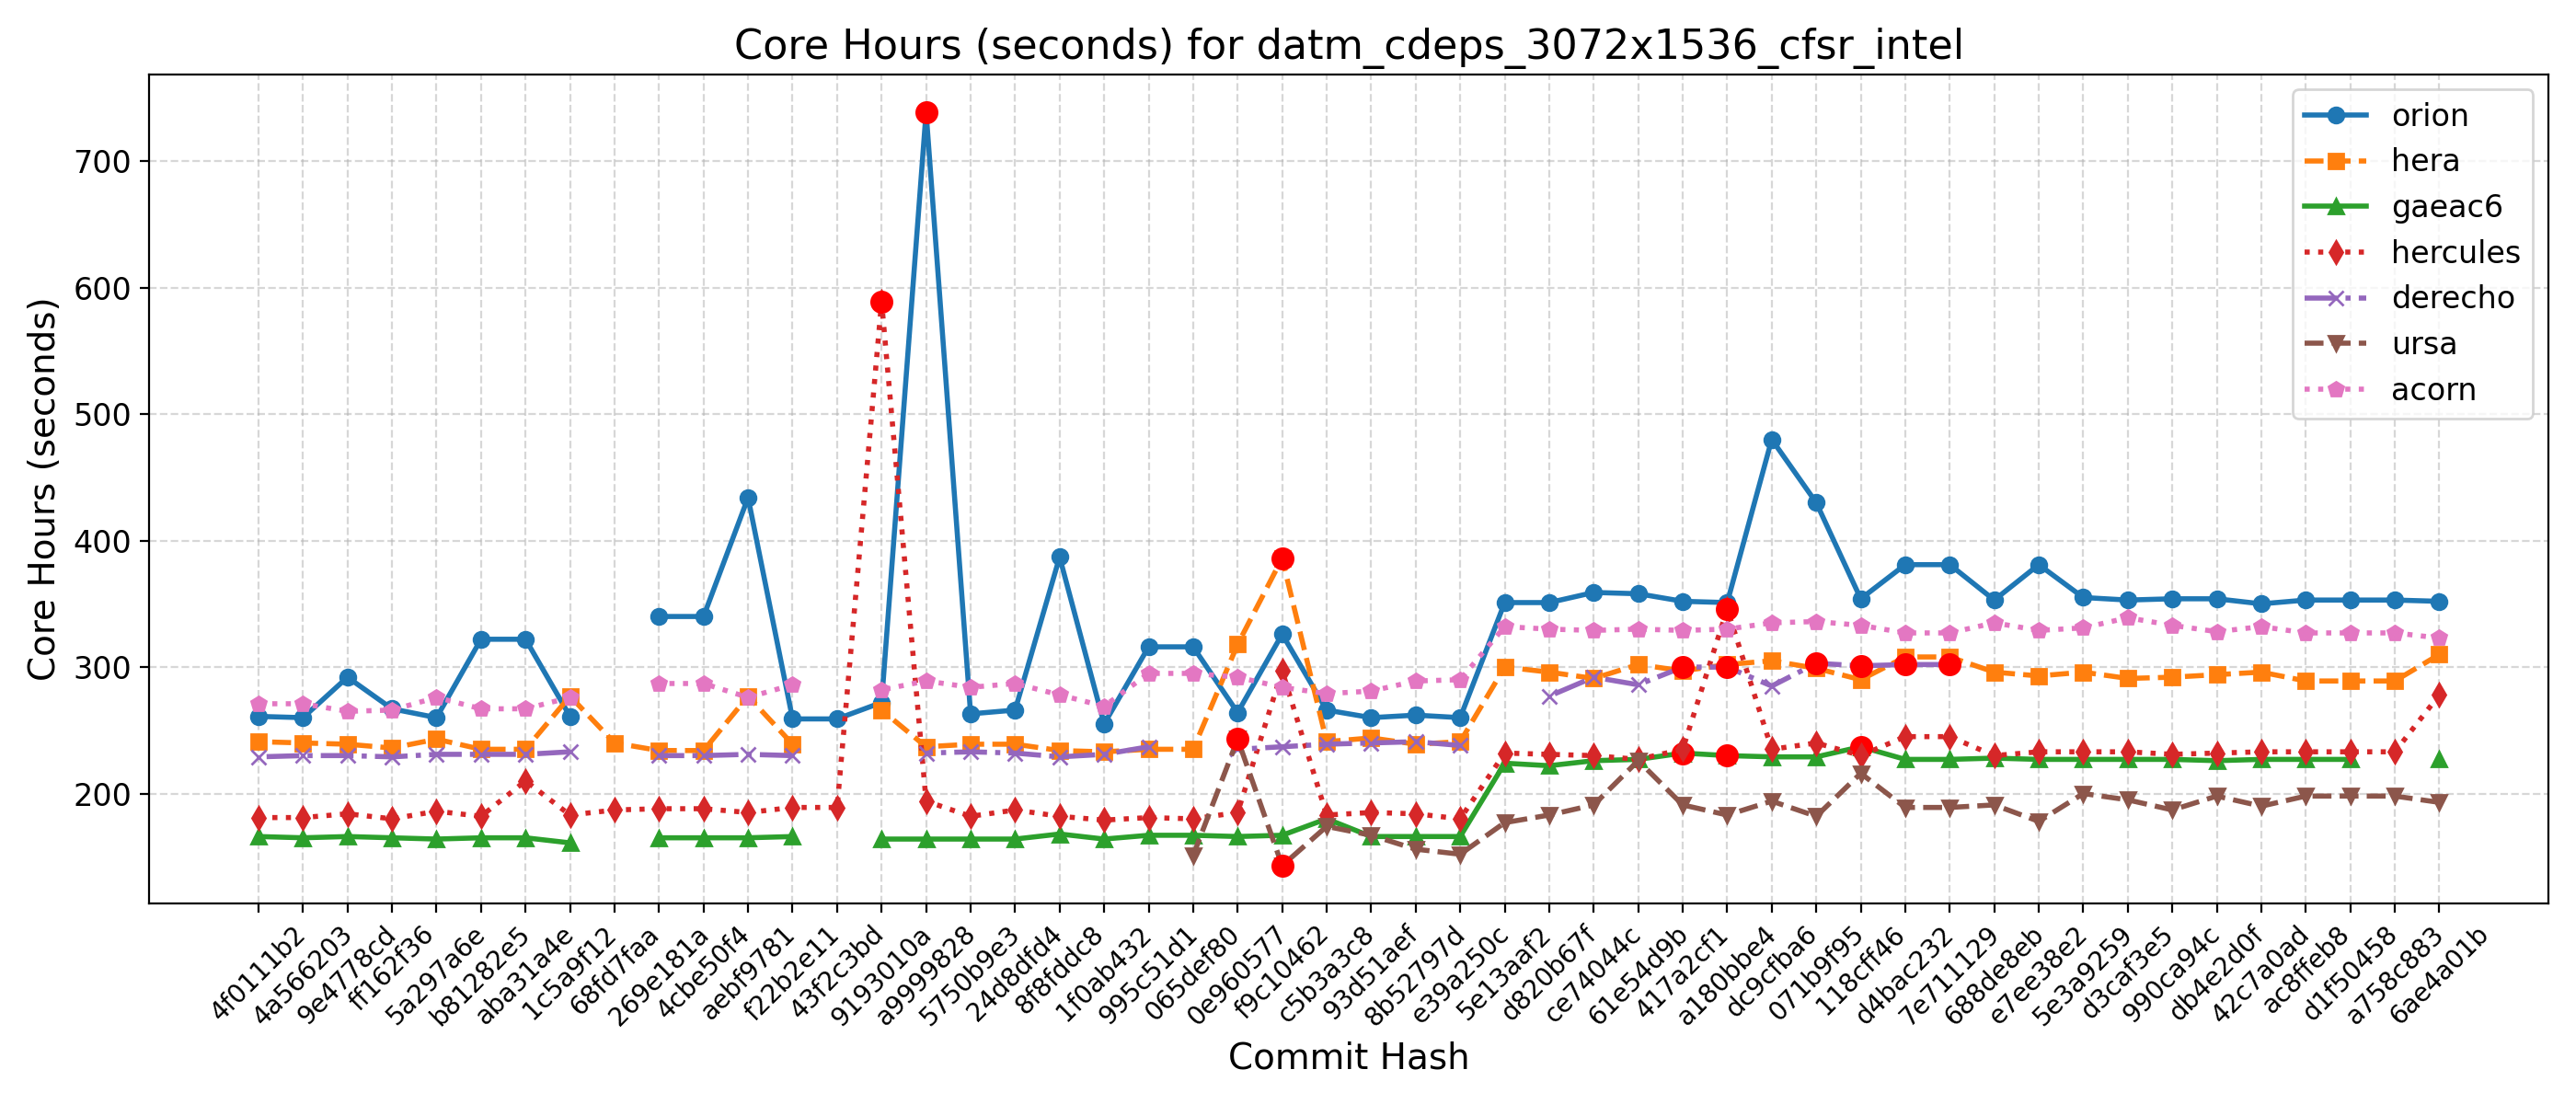 Core Hours (seconds) for datm_cdeps_3072x1536_cfsr_intel
Core Hours (seconds)
700
600
500
400
300
200
orion
hera
gaeac6
hercules
derecho
ursa
acorn
4f0111b2
4a566203
9e4778cd
ff162f36
5a297a6e
b81282e5
aba31a4e
1c5a9f12
68fd7faa
269e181a
4cbe50f4
aebf9781
f22b2e11
43f2c3bd
9193010a
a9999828
5750b9e3
24d8dfd4
8f8fddc8
1f0ab432
995c51d1
065def80
0e960577
f9c10462
c5b3a3c8
93d51aef
8b52797d
e39a250c
5e13aaf2
d820b67f
ce74044c
61e54d9b
417a2cf1
a180bbe4
dc9cfba6
071b9f95
118cff46
d4bac232
7e711129
688de8eb
e7ee38e2
5e3a9259
d3caf3e5
990ca94c
db4e2d0f
42c7a0ad
ac8ffeb8
d1f50458
a758c883
6ae4a01b
Commit Hash